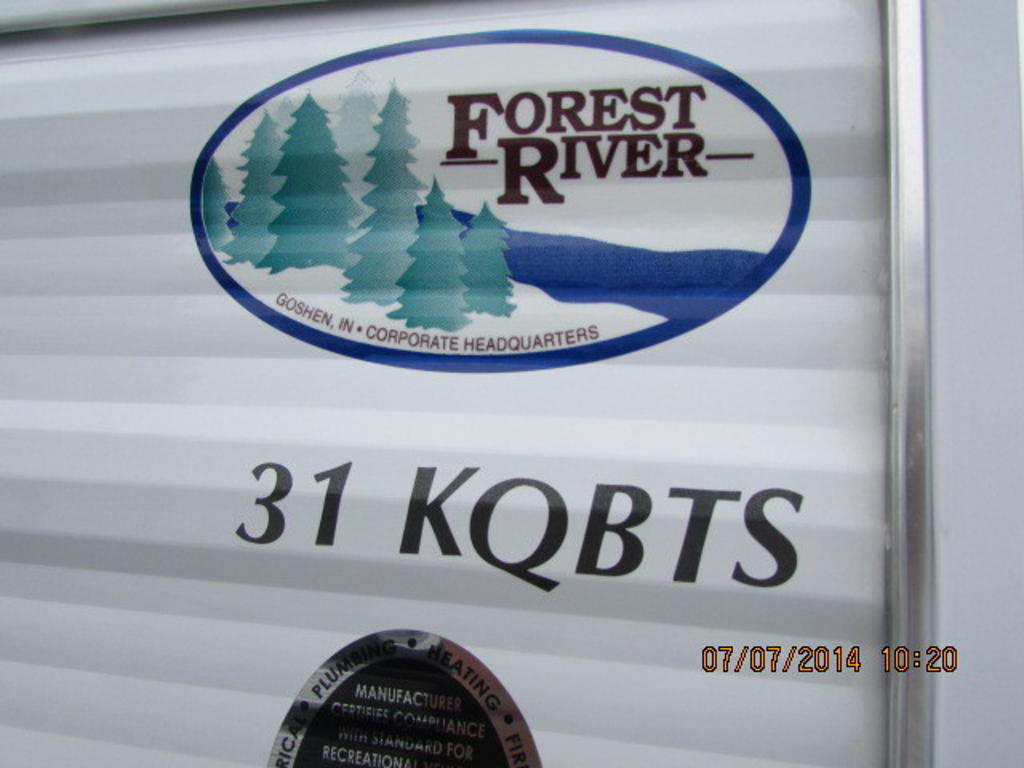 FOREST
RIVER
GOSHEN, IN • CORPORATE HEADQUARTERS
31 KQBTS
PLUMBING • HEATING • 
MANUFACTURER
CERTIFIES COMPLIANCE
WITH STANDARD FOR
RECREATIONAL
07/07/2014 10:20